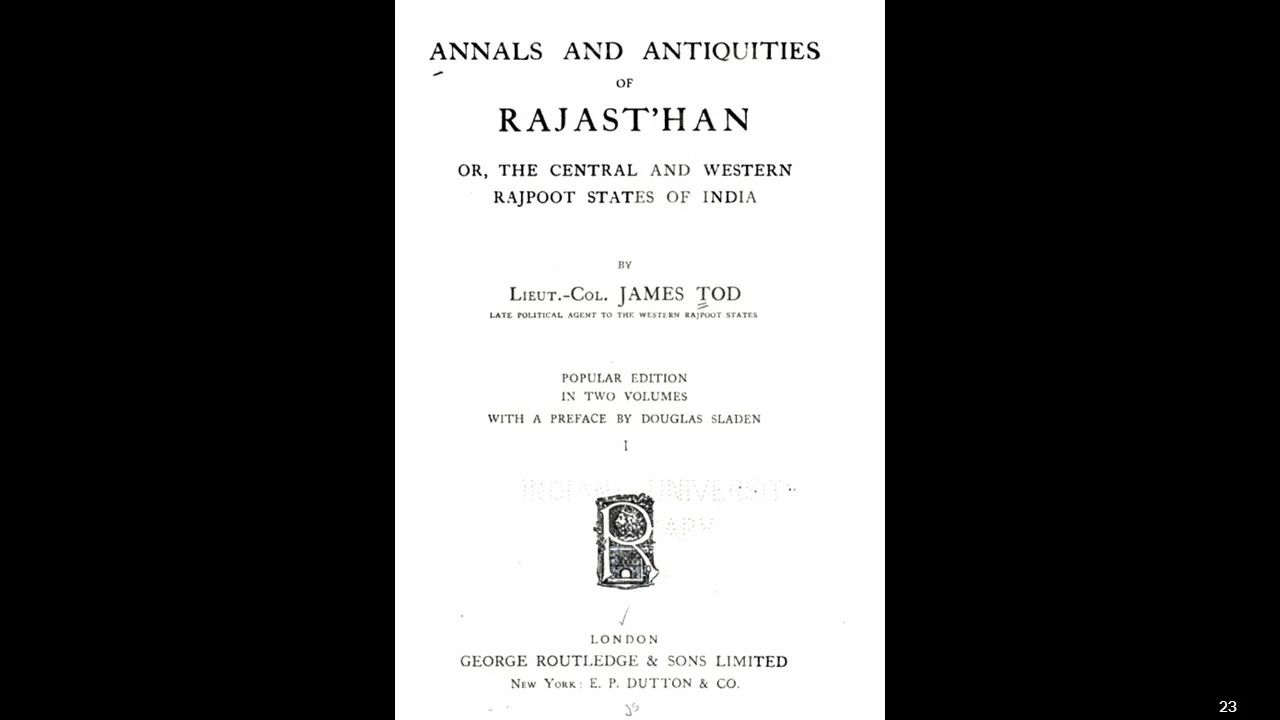 ANNALS AND ANTIQUITIES
OF
RAJAST'HAN
OR, THE CENTRAL AND WESTERN
RAJPOOT STATES OF INDIA
BY
LIEUT.-COL. JAMES TOD
LATE POLITICAL AGENT TO THE WESTERN RAJPOOT STATES
POPULAR EDITION
IN TWO VOLUMES
WITH A PREFACE BY DOUGLAS SLADEN
I
R
LONDON
GEORGE ROUTLEDGE & SONS LIMITED
NEW YORK: E. P. DUTTON & CO.
23